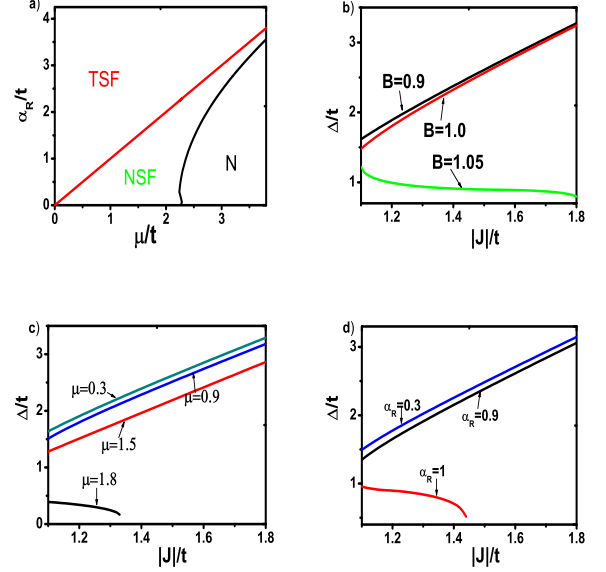 a)
4
3
2
1
0
α_R/t
TSF
NSF
N
0
1
2
3
μ/t
b)
3
2
1
Δ/t
B=0.9
B=1.0
B=1.05
1.2
1.4
1.6
1.8
|J|/t
c)
3
2
1
0
Δ/t
μ=0.3
μ=0.9
μ=1.5
μ=1.8
1.2
1.4
1.6
1.8
|J|/t
d)
3
2
1
Δ/t
α_R=0.3
α_R=0.9
α_R=1
1.2
1.4
1.6
1.8
|J|/t